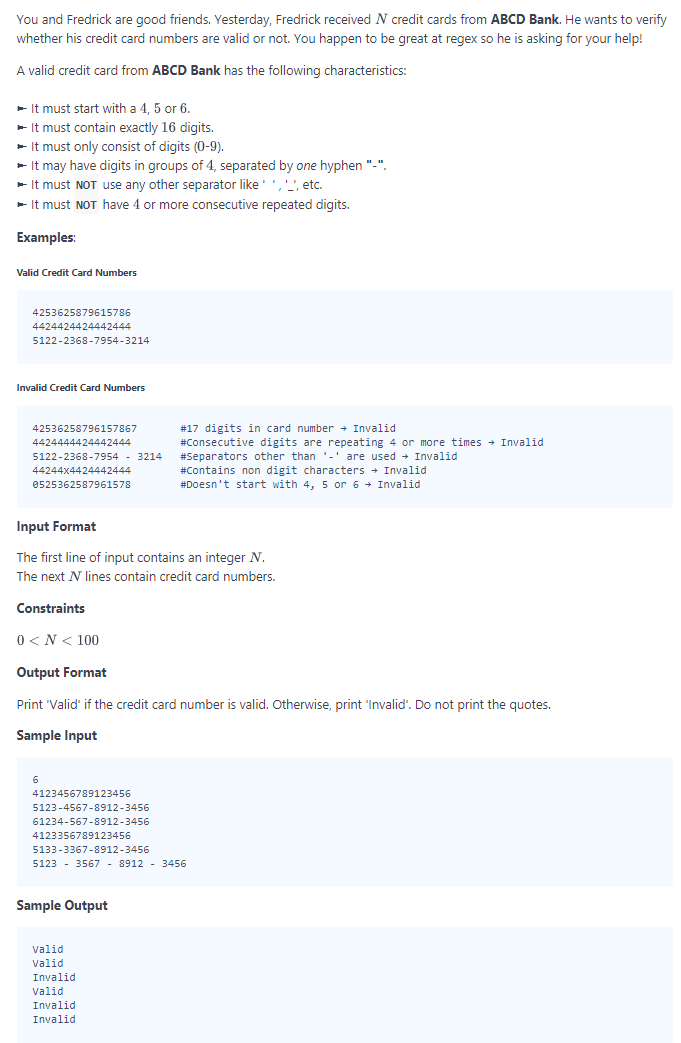 You and Fredrick are good friends. Yesterday, Fredrick received N credit cards from ABCD Bank. He wants to verify
whether his credit card numbers are valid or not. You happen to be great at regex so he is asking for your help!
A valid credit card from ABCD Bank has the following characteristics:
► It must start with a 4, 5 or 6.
► It must contain exactly 16 digits.
► It must only consist of digits (0-9).
► It may have digits in groups of 4, separated by one hyphen "-".
► It must NOT use any other separator like ' ' , '_', etc.
► It must NOT have 4 or more consecutive repeated digits.
Examples:
Valid Credit Card Numbers
4253625879615786
4424424424442444
5122-2368-7954-3214
Invalid Credit Card Numbers
42536258796157867 #17 digits in card number → Invalid
4424444424442444 #Consecutive digits are repeating 4 or more times → Invalid
5122-2368-7954 - 3214 #Separators other than '-' are used → Invalid
44244x4424442444 #Contains non digit characters → Invalid
0525362587961578 #Doesn't start with 4, 5 or 6 → Invalid
Input Format
The first line of input contains an integer N.
The next N lines contain credit card numbers.
Constraints
0 < N < 100
Output Format
Print 'Valid' if the credit card number is valid. Otherwise, print 'Invalid'. Do not print the quotes.
Sample Input
6
4123456789123456
5123-4567-8912-3456
61234-567-8912-3456
4123356789123456
5133-3367-8912-3456
5123 - 3567 - 8912 - 3456
Sample Output
Valid
Valid
Invalid
Valid
Invalid
Invalid